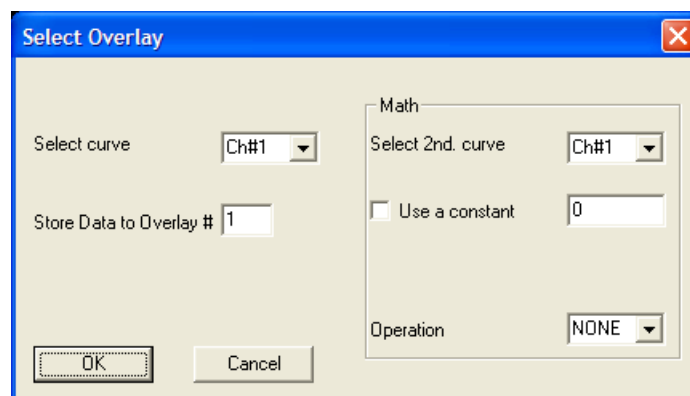 Select Overlay
Math
Select curve
Ch#1
Select 2nd. curve
Ch#1
Store Data to Overlay #
1
Use a constant
0
Operation
NONE
OK
Cancel